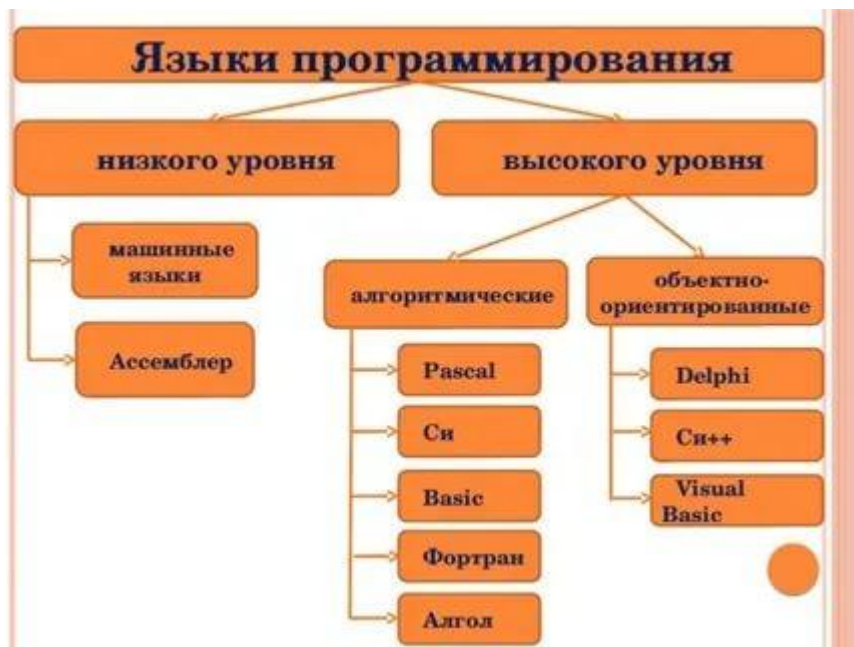 Языки программирования
низкого уровня
высокого уровня
машинные
языки
Ассемблер
алгоритмические
Pascal
Си
Basic
Фортран
Алгол
объектно-
ориентированные
Delphi
Си++
Visual
Basic